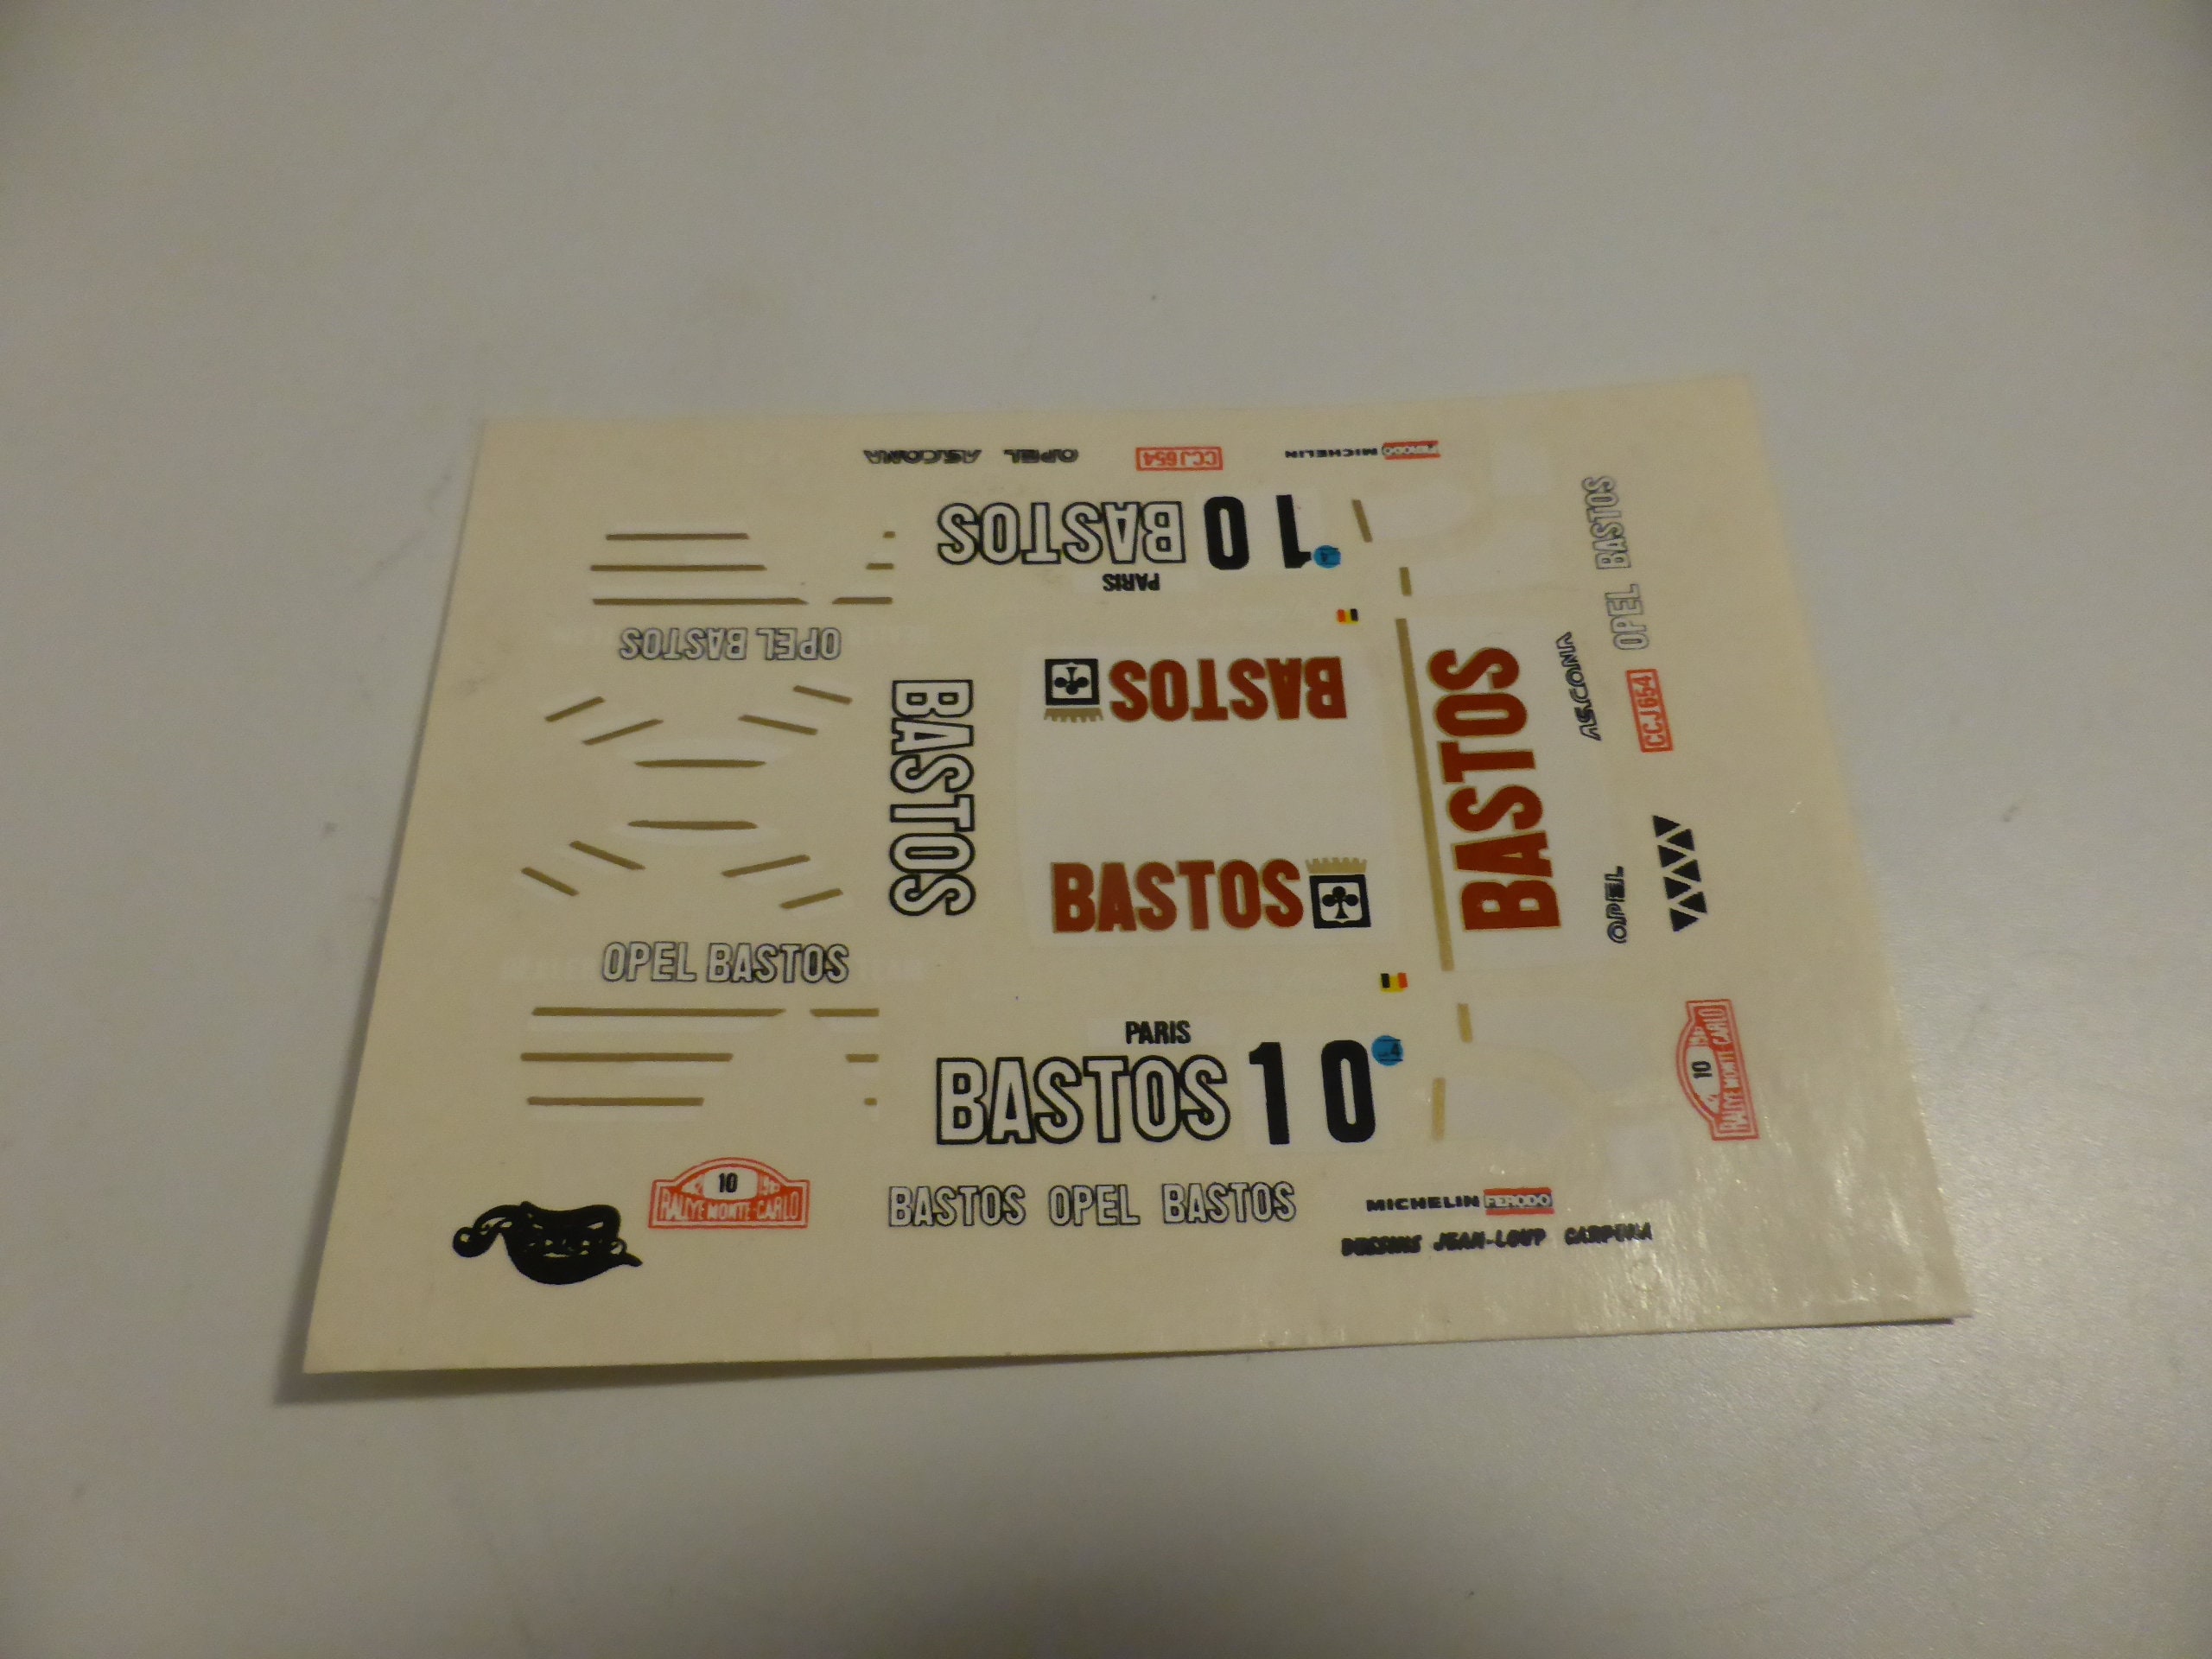 OPEL ASCONA
CCJ654
MICHELIN FERODO
BASTOS
10
PARIS
OPEL BASTOS
OPEL BASTOS
BASTOS
BASTOS
BASTOS
BASTOS
ASCONA
CCJ654
OPEL
OPEL BASTOS
PARIS
BASTOS 10
10
RALLYE MONTE-CARLO
10
RALLYE MONTE-CARLO
BASTOS OPEL BASTOS
MICHELIN FERODO
DESSINS JEAN-LOUP